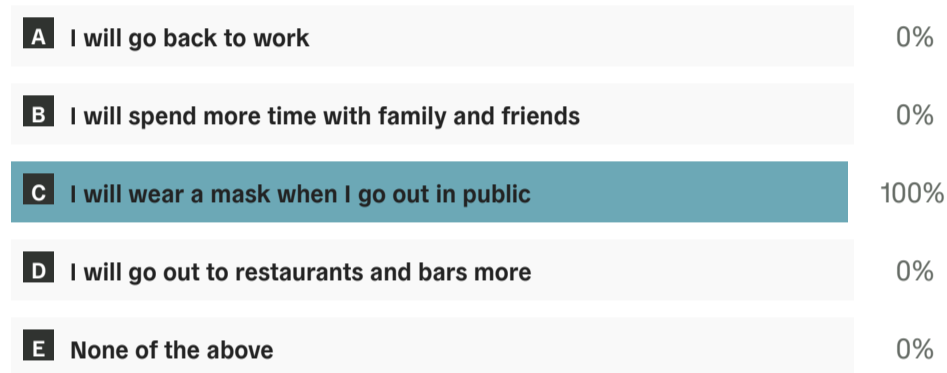 A I will go back to work 0%
B I will spend more time with family and friends 0%
C I will wear a mask when I go out in public 100%
D I will go out to restaurants and bars more 0%
E None of the above 0%